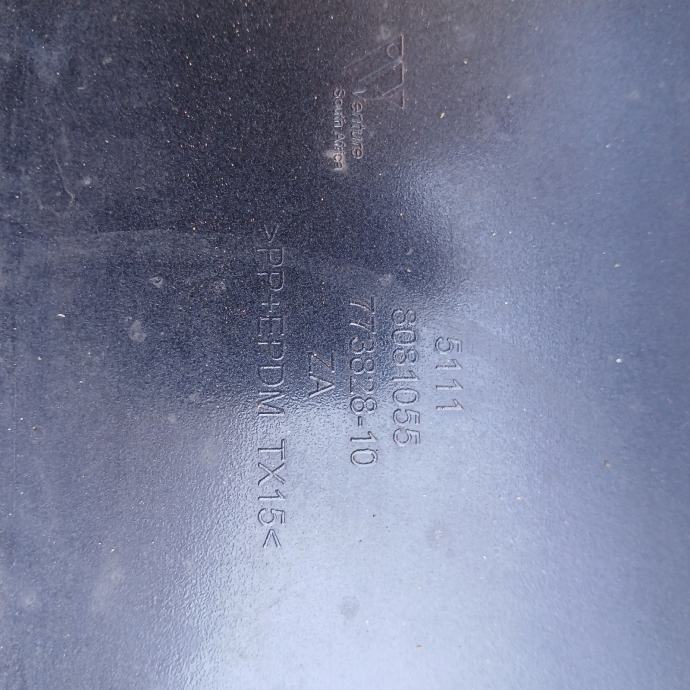 Venture
South Africa
5111
8081055
773828-10
ZA
>PP+EPDM TX15<